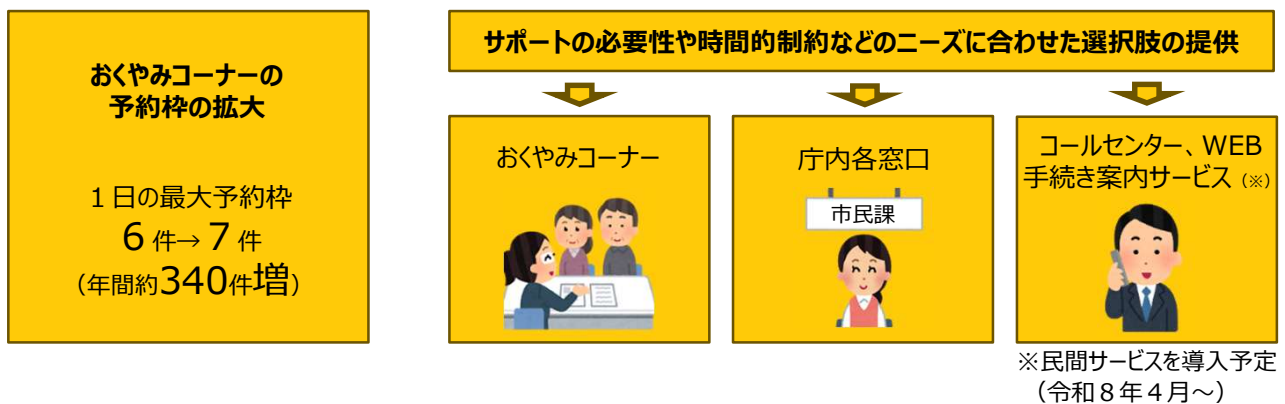 おくやみコーナーの
予約枠の拡大
１日の最大予約枠
6 件→ 7 件
（年間約340件増）
サポートの必要性や時間的制約などのニーズに合わせた選択肢の提供
おくやみコーナー
庁内各窓口
市民課
コールセンター、WEB
手続き案内サービス（※）
※民間サービスを導入予定
（令和８年４月～）